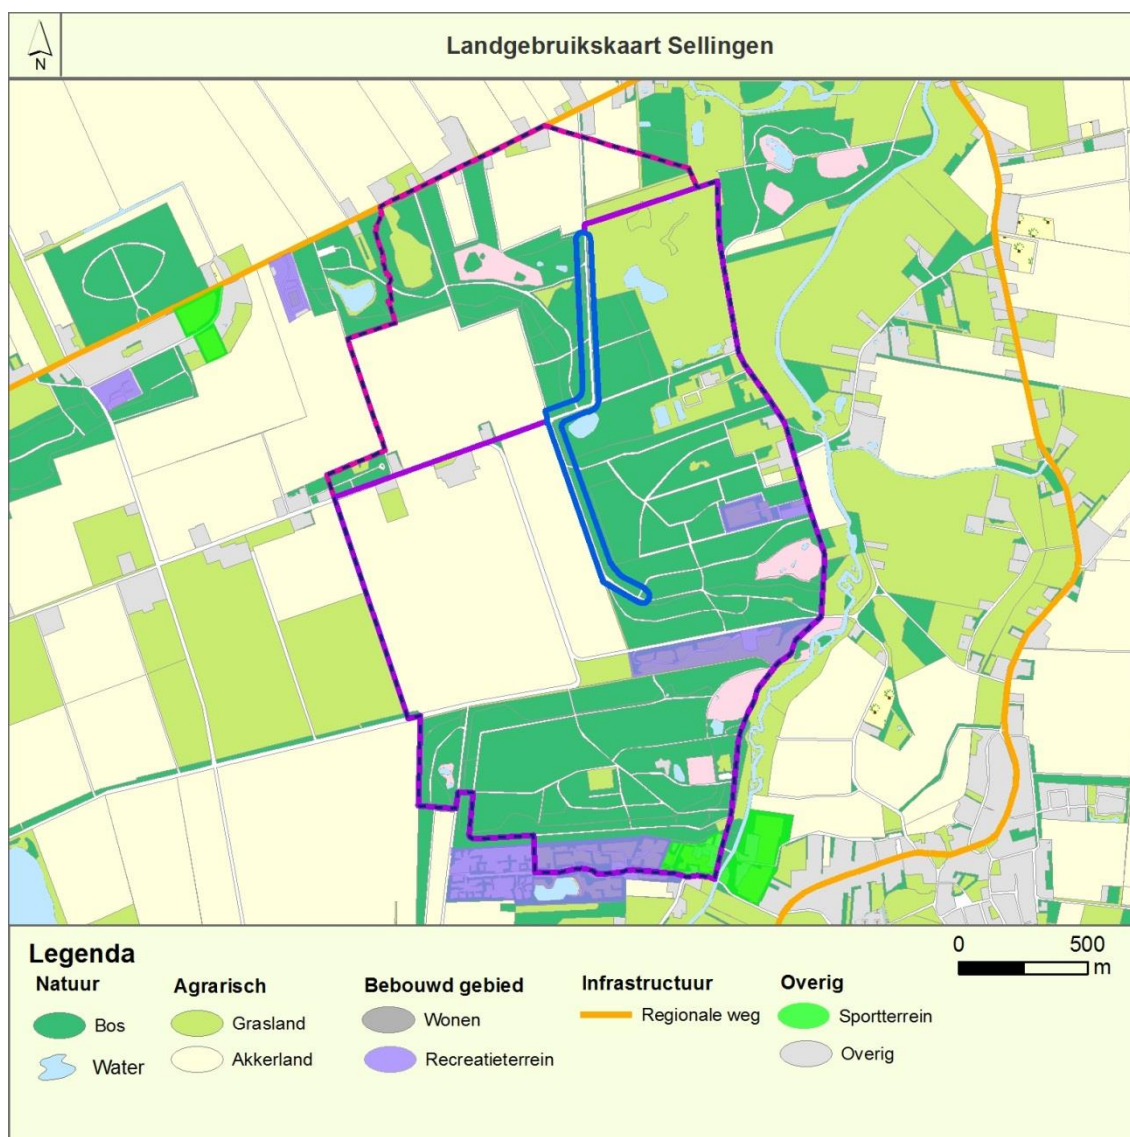 N
Landgebruikskaart Sellingen
Legenda
Natuur
Bos
Water
Agrarisch
Grasland
Akkerland
Bebouwd gebied
Wonen
Recreatieterrein
Infrastructuur
Regionale weg
Overig
Sportterrein
Overig
0 500
m